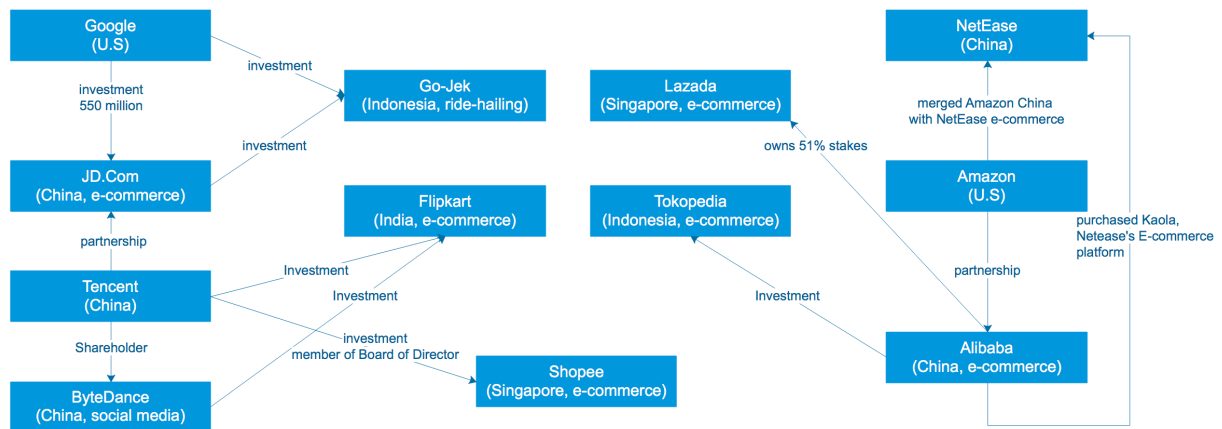 Google
(U.S)
NetEase
(China)
investment
investment
550 million
Go-Jek
(Indonesia, ride-hailing)
Lazada
(Singapore, e-commerce)
merged Amazon China
with NetEase e-commerce
investment
owns 51% stakes
JD.Com
(China, e-commerce)
Flipkart
(India, e-commerce)
Tokopedia
(Indonesia, e-commerce)
Amazon
(U.S)
purchased Kaola,
Netease's E-commerce
platform
partnership
Investment
partnership
Tencent
(China)
Investment
Investment
Shareholder
investment
member of Board of Director
Alibaba
(China, e-commerce)
ByteDance
(China, social media)
Shopee
(Singapore, e-commerce)